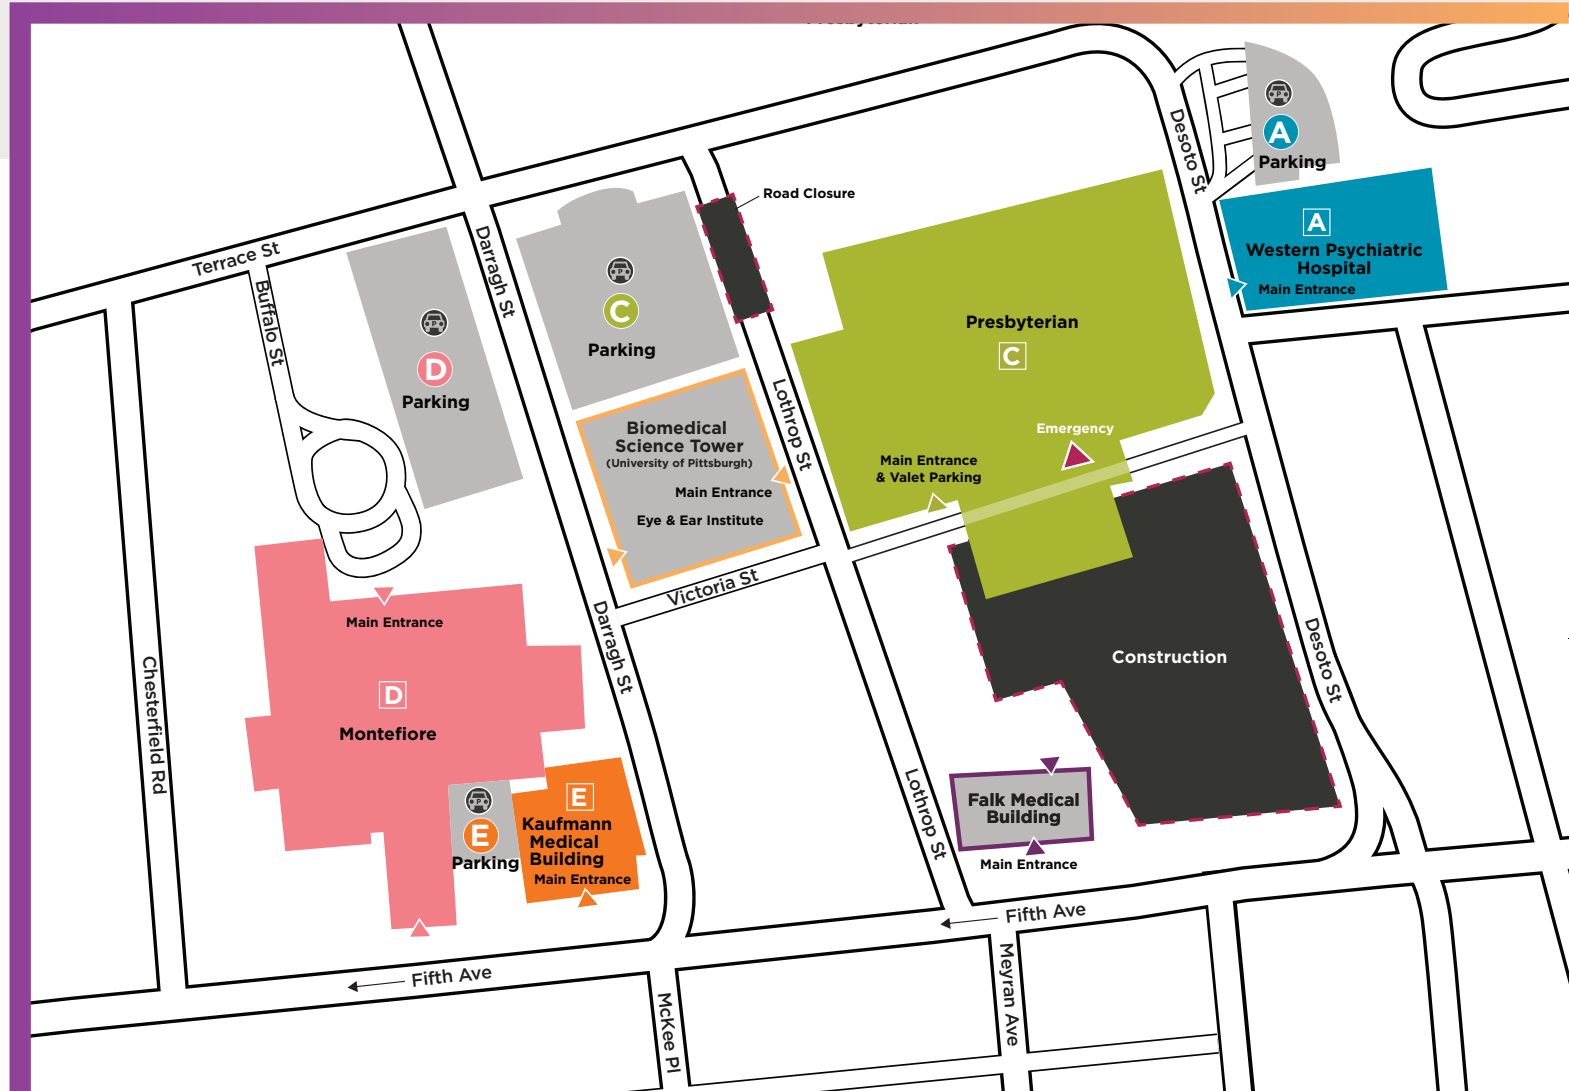 Road Closure
Desoto St
P
A
Parking
A
Western Psychiatric
Hospital
Main Entrance
Terrace St
Buffalo St
Darragh St
P
C
Parking
P
D
Parking
Presbyterian
C
Lothrop St
Emergency
Main Entrance
& Valet Parking
Biomedical
Science Tower
(University of Pittsburgh)
Main Entrance
Eye & Ear Institute
Victoria St
Main Entrance
D
Montefiore
Darragh St
Chesterfield Rd
Construction
Desoto St
P
E
Parking
E
Kaufmann
Medical
Building
Main Entrance
Lothrop St
Falk Medical
Building
Main Entrance
Fifth Ave
Fifth Ave
McKee Pl
Meyran Ave